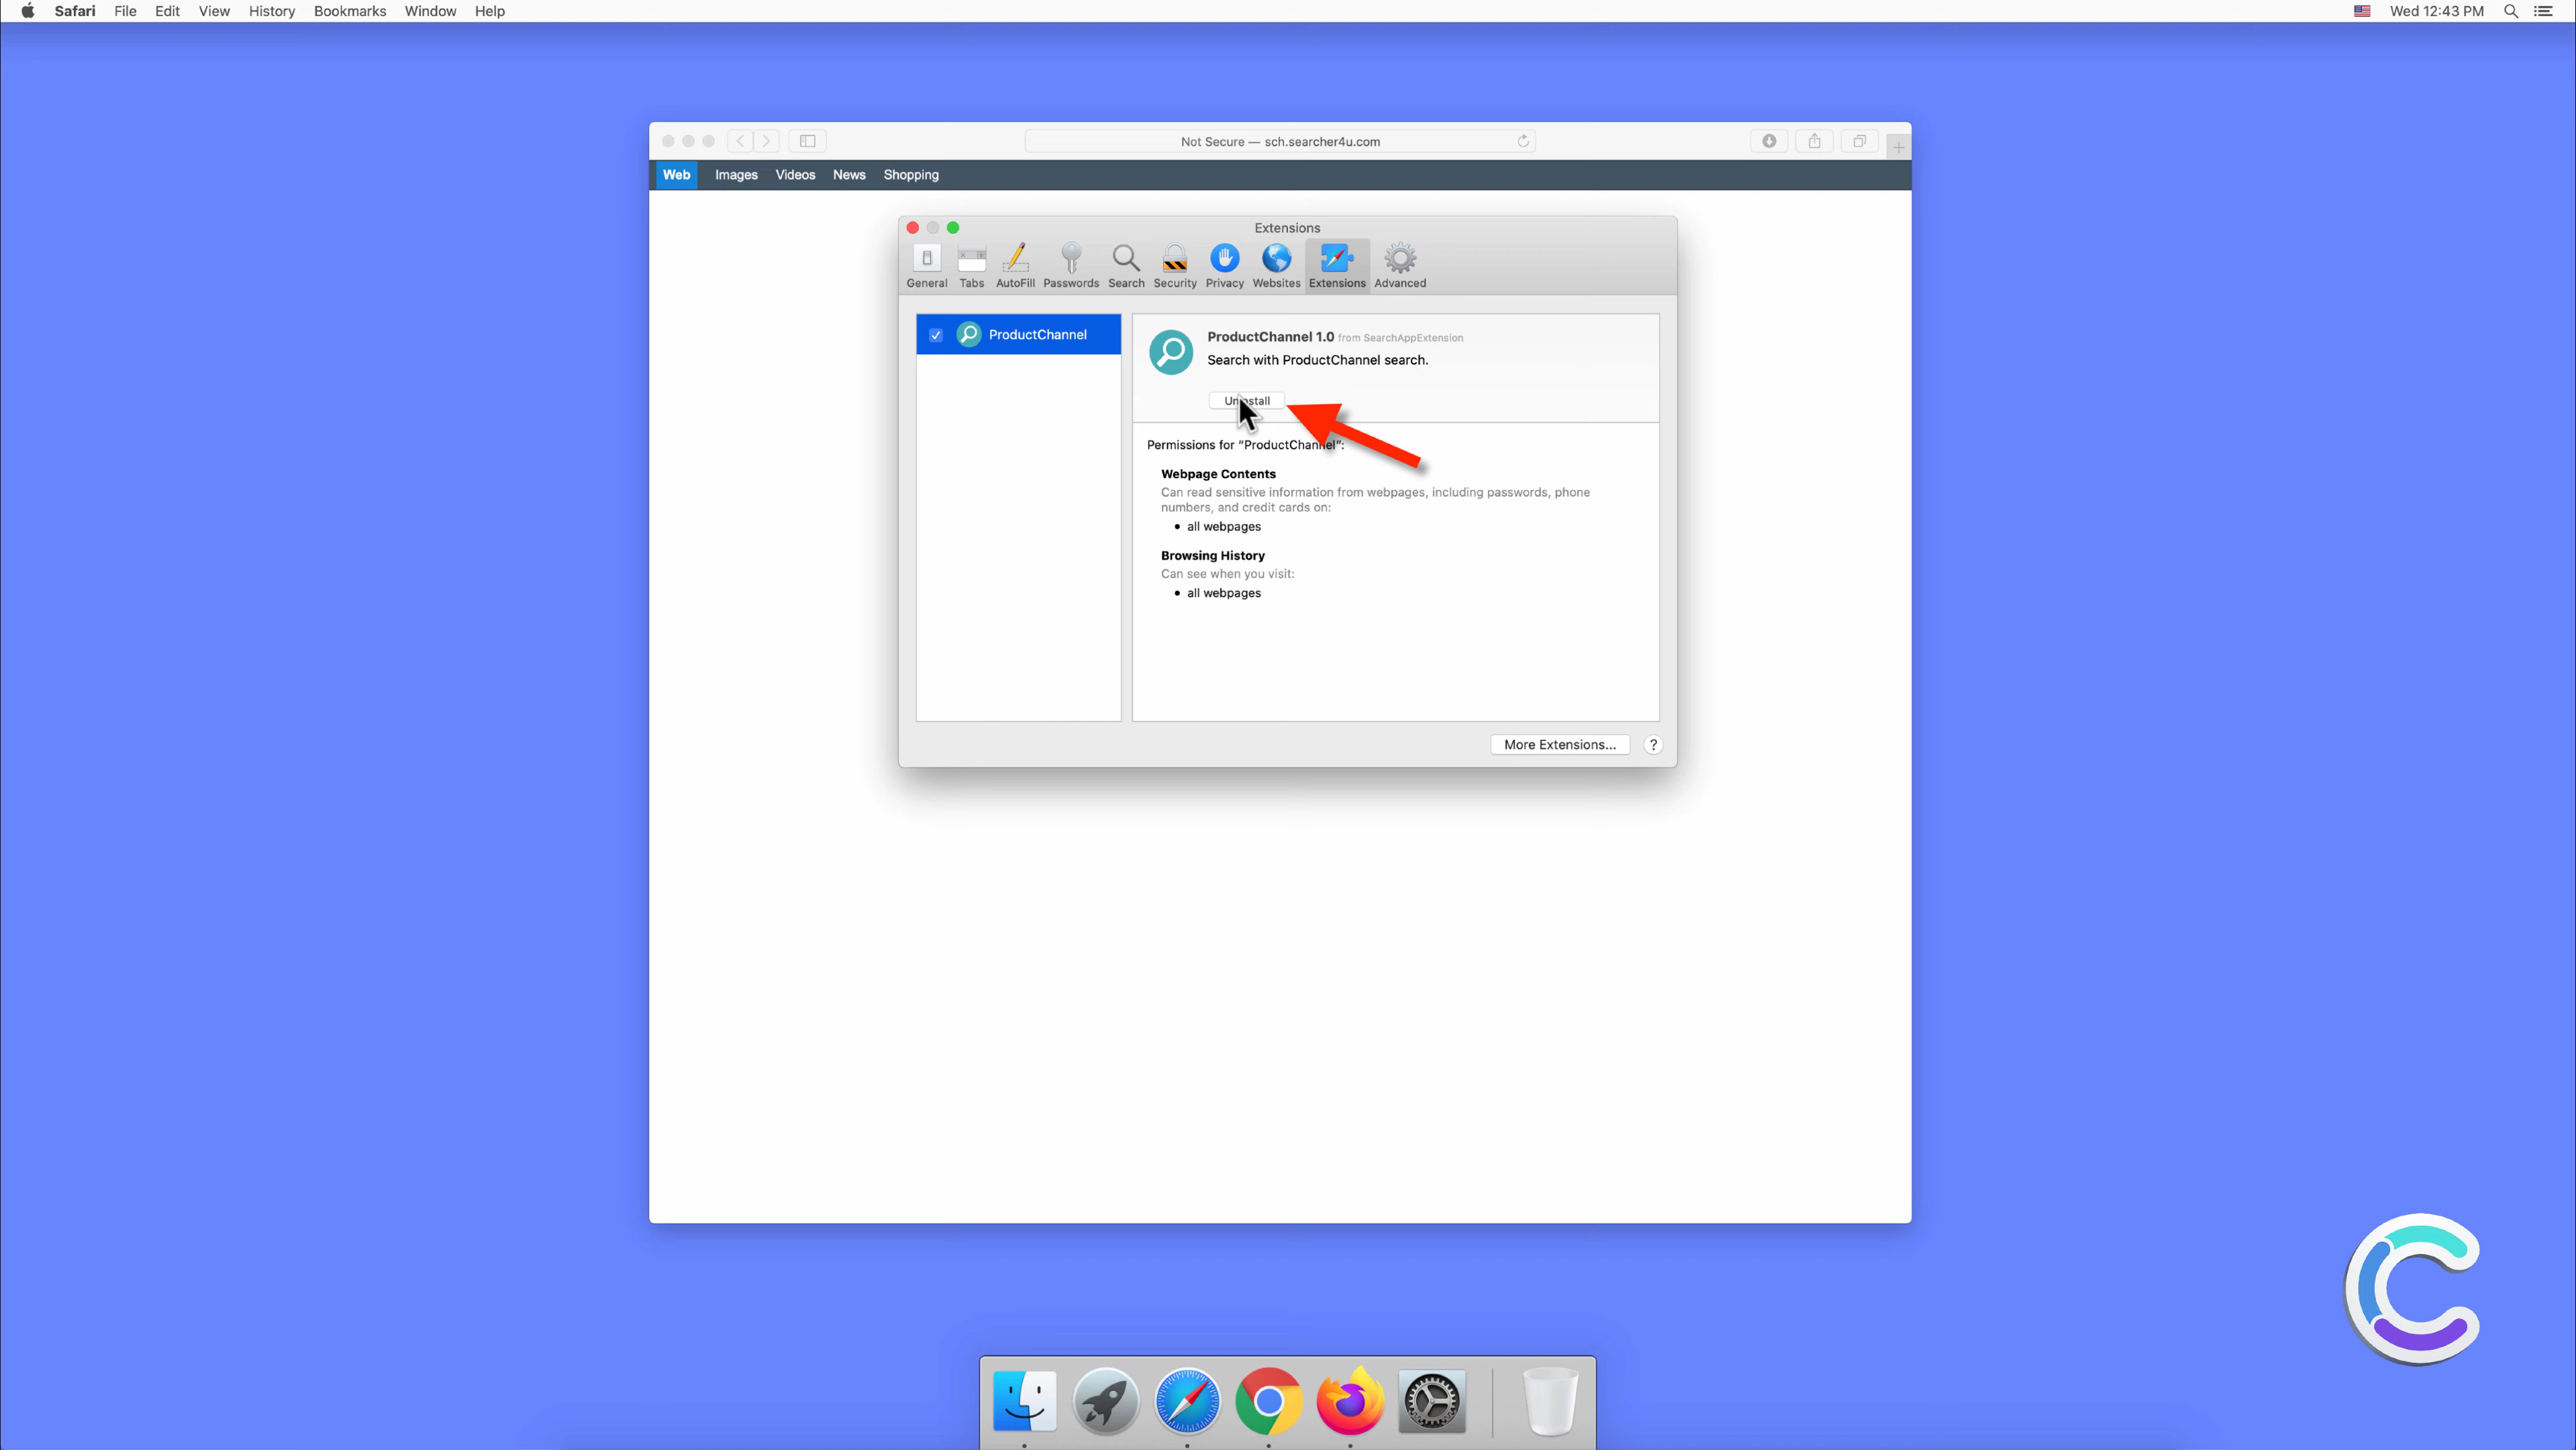 Safari File Edit View History Bookmarks Window Help
Wed 12:43 PM
Not Secure — sch.searcher4u.com
Web Images Videos News Shopping
Extensions
General Tabs AutoFill Passwords Search Security Privacy Websites Extensions Advanced
ProductChannel
ProductChannel 1.0 from SearchAppExtension
Search with ProductChannel search.
Uninstall
Permissions for “ProductChannel”:
Webpage Contents
Can read sensitive information from webpages, including passwords, phone
numbers, and credit cards on:
• all webpages
Browsing History
Can see when you visit:
• all webpages
More Extensions...
?